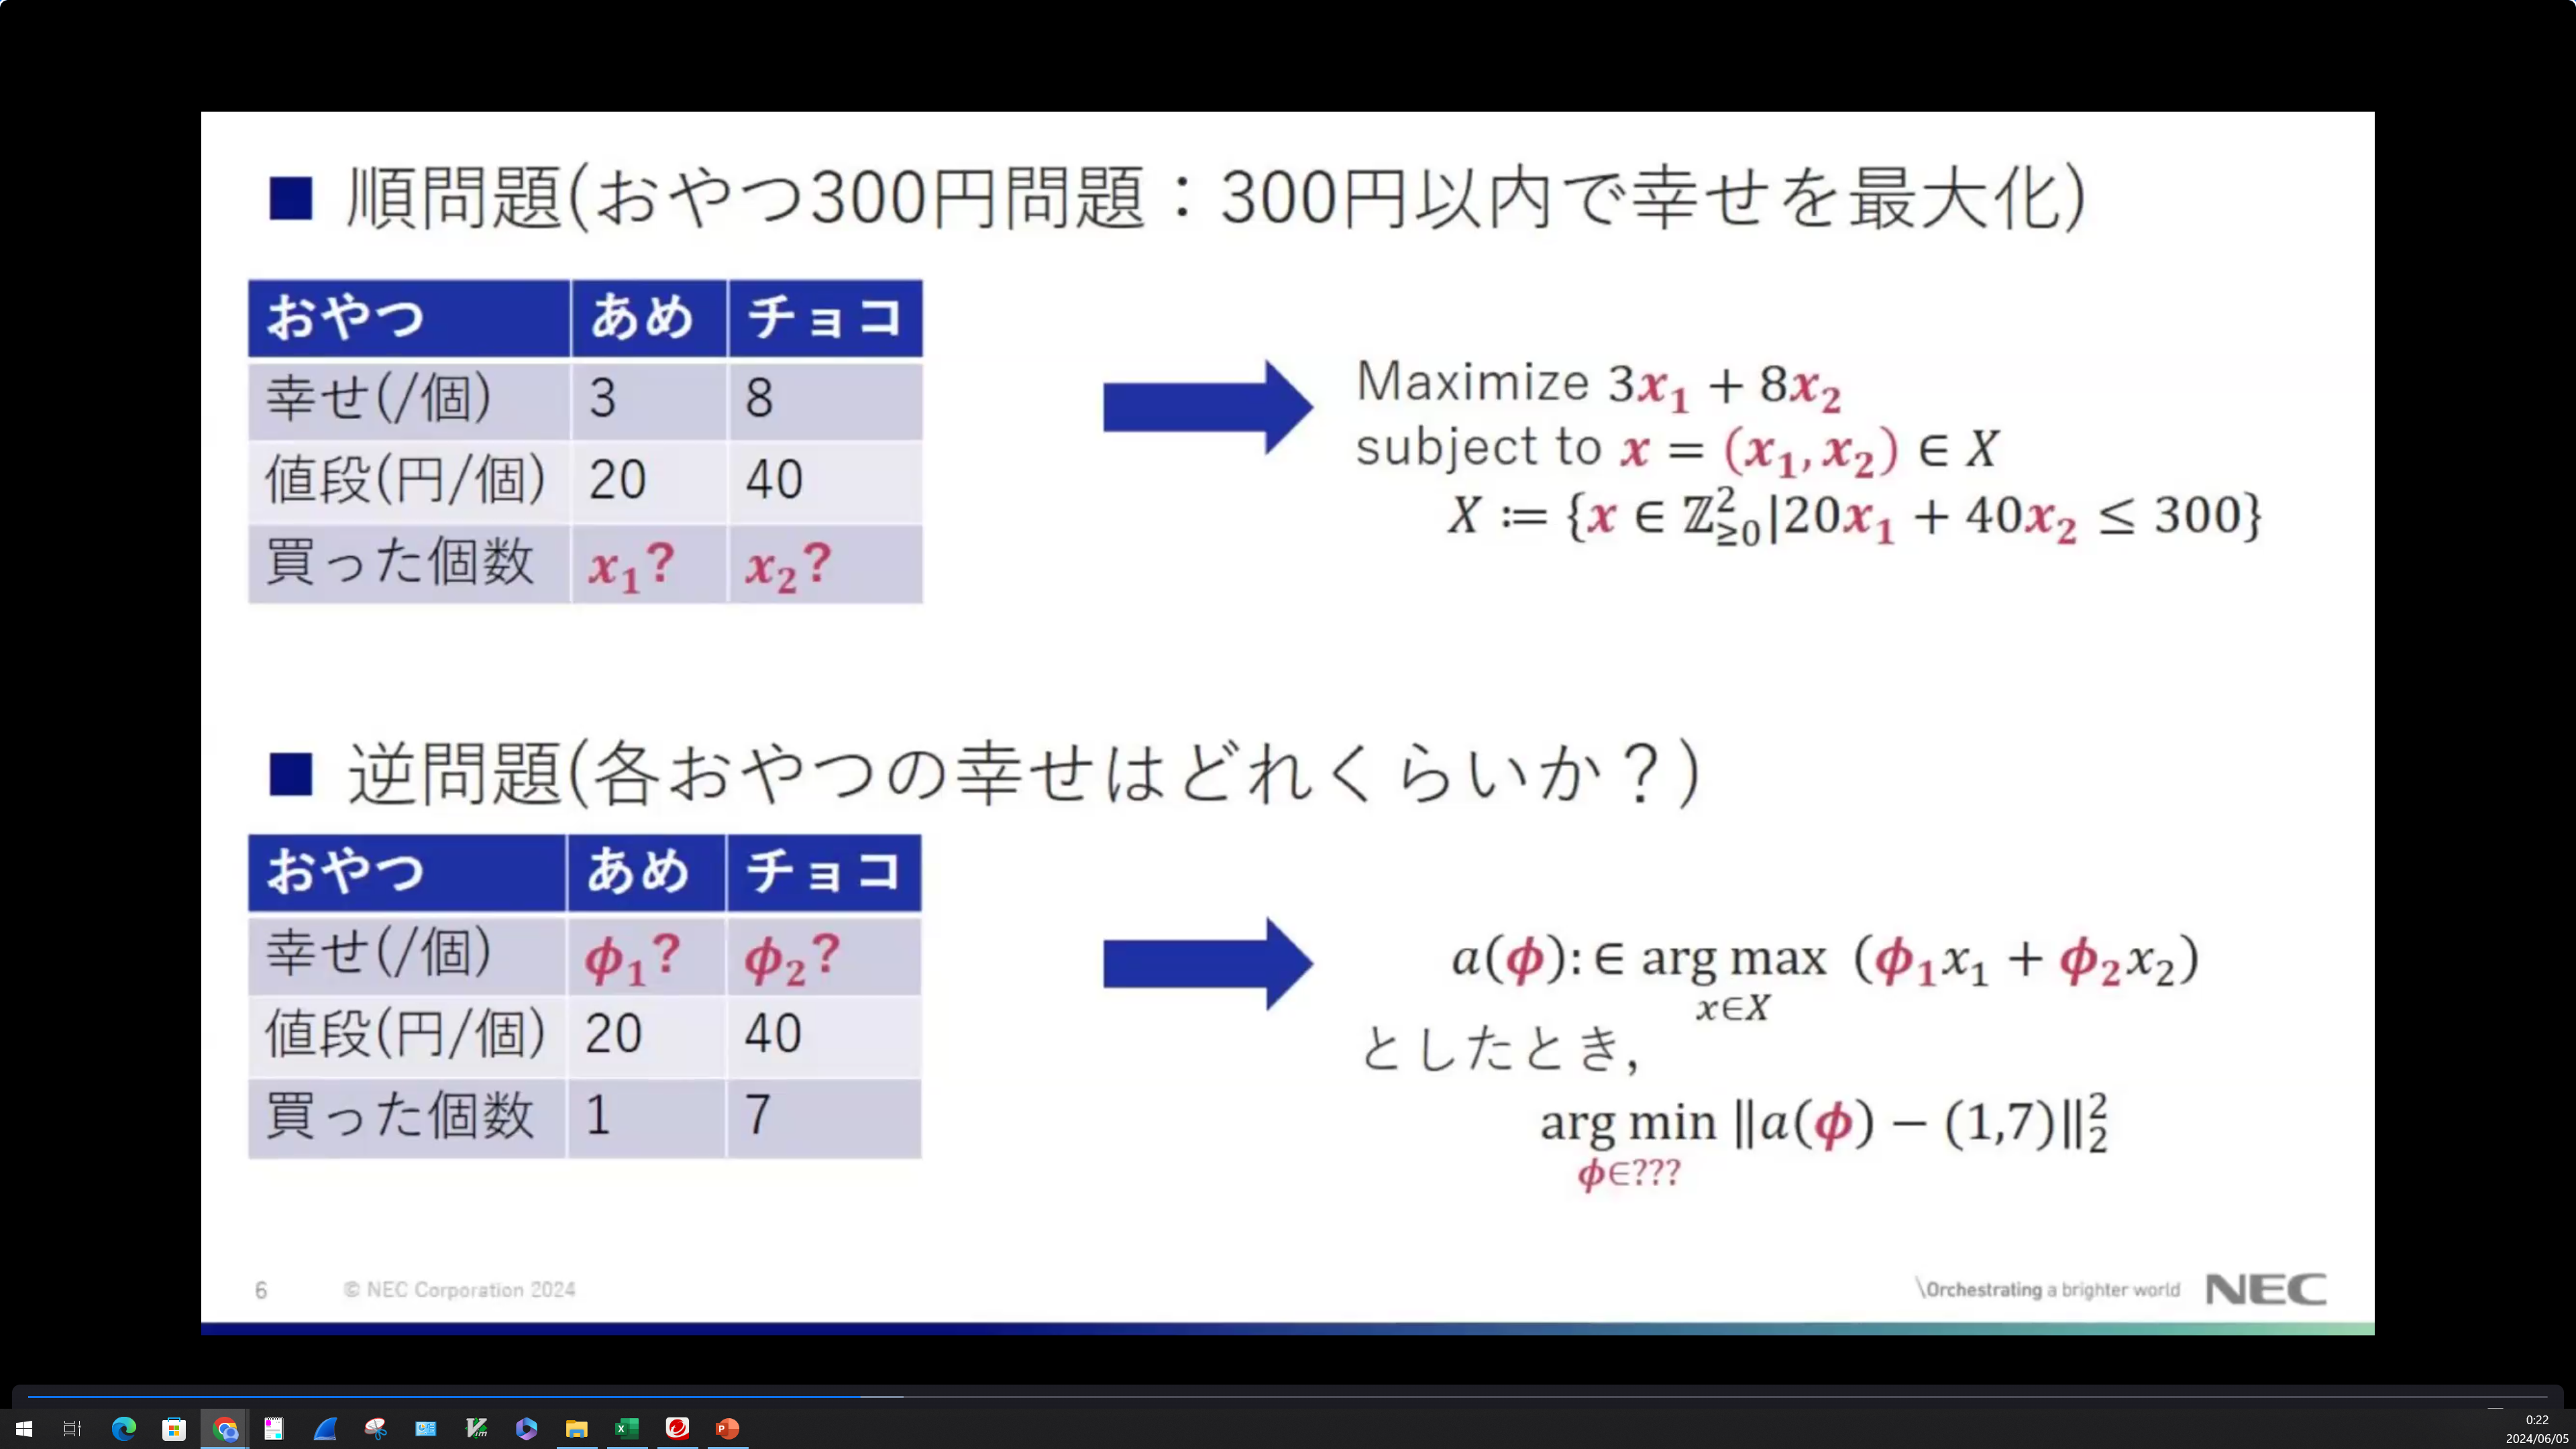 ■ 順問題(おやつ300円問題：300円以内で幸せを最大化)
おやつ あめ チョコ
幸せ(/個) 3 8
値段(円/個) 20 40
買った個数 x₁? x₂?
Maximize 3x₁ + 8x₂
subject to x = (x₁, x₂) ∈ X
X ≔ {x ∈ ℤ²≥₀|20x₁ + 40x₂ ≤ 300}
■ 逆問題(各おやつの幸せはどれくらいか？)
おやつ あめ チョコ
幸せ(/個) ϕ₁? ϕ₂?
値段(円/個) 20 40
買った個数 1 7
a(ϕ):∈ arg max (ϕ₁x₁ + ϕ₂x₂)
x∈X
としたとき,
arg min ‖a(ϕ) − (1,7)‖₂²
ϕ∈???
6 © NEC Corporation 2024
\Orchestrating a brighter world NEC
0:22
2024/06/05